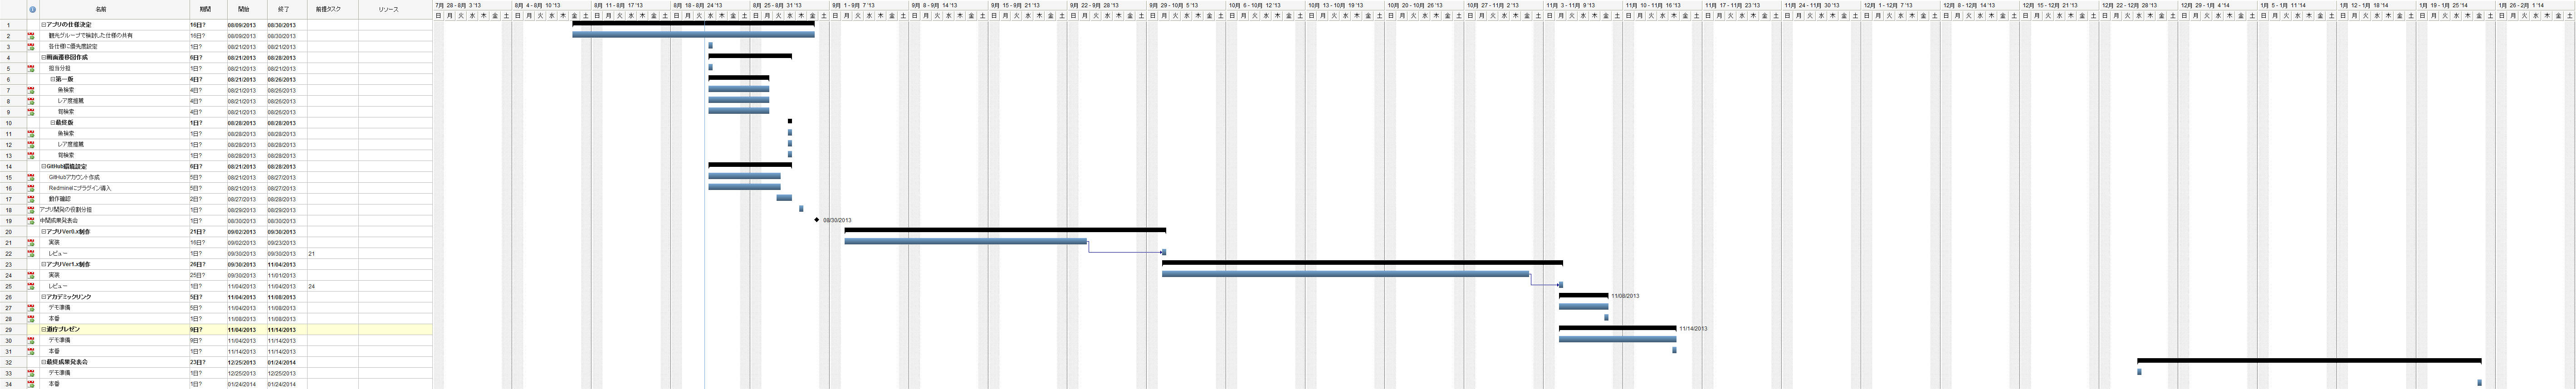 名前 期間 開始 終了 前提タスク リソース
7月 28 - 8月 3 '13 8月 4 - 8月 10 '13 8月 11 - 8月 17 '13 8月 18 - 8月 24 '13 8月 25 - 8月 31 '13 9月 1 - 9月 7 '13 9月 8 - 9月 14 '13 9月 15 - 9月 21 '13 9月 22 - 9月 28 '13 9月 29 - 10月 5 '13 10月 6 - 10月 12 '13 10月 13 - 10月 19 '13 10月 20 - 10月 26 '13 10月 27 - 11月 2 '13 11月 3 - 11月 9 '13 11月 10 - 11月 16 '13 11月 17 - 11月 23 '13 11月 24 - 11月 30 '13 12月 1 - 12月 7 '13 12月 8 - 12月 14 '13 12月 15 - 12月 21 '13 12月 22 - 12月 28 '13 12月 29 - 1月 4 '14 1月 5 - 1月 11 '14 1月 12 - 1月 18 '14 1月 19 - 1月 25 '14 1月 26 - 2月 1 '14
日 月 火 水 木 金 土
1 アプリの仕様決定 16日? 08/09/2013 08/30/2013
2 観光グループで検討した仕様の共有 16日? 08/09/2013 08/30/2013
3 各仕様に優先度設定 1日? 08/21/2013 08/21/2013
4 画面遷移図作成 6日? 08/21/2013 08/28/2013
5 担当分担 1日? 08/21/2013 08/21/2013
6 第一版 4日? 08/21/2013 08/26/2013
7 魚検索 4日? 08/21/2013 08/26/2013
8 レア度推薦 4日? 08/21/2013 08/26/2013
9 旬検索 4日? 08/21/2013 08/26/2013
10 最終版 1日? 08/28/2013 08/28/2013
11 魚検索 1日? 08/28/2013 08/28/2013
12 レア度推薦 1日? 08/28/2013 08/28/2013
13 旬検索 1日? 08/28/2013 08/28/2013
14 GitHub環境設定 6日? 08/21/2013 08/28/2013
15 GitHubアカウント作成 5日? 08/21/2013 08/27/2013
16 Redmineにプラグイン導入 5日? 08/21/2013 08/27/2013
17 動作確認 2日? 08/27/2013 08/28/2013
18 アプリ開発の役割分担 1日? 08/29/2013 08/29/2013
19 中間成果発表会 1日? 08/30/2013 08/30/2013 08/30/2013
20 アプリVer0.x制作 21日? 09/02/2013 09/30/2013
21 実装 16日? 09/02/2013 09/23/2013
22 レビュー 1日? 09/30/2013 09/30/2013 21
23 アプリVer1.x制作 26日? 09/30/2013 11/04/2013
24 実装 25日? 09/30/2013 11/01/2013
25 レビュー 1日? 11/04/2013 11/04/2013 24
26 アカデミックリンク 5日? 11/04/2013 11/08/2013 11/08/2013
27 デモ準備 5日? 11/04/2013 11/08/2013
28 本番 1日? 11/08/2013 11/08/2013
29 道庁プレゼン 9日? 11/04/2013 11/14/2013 11/14/2013
30 デモ準備 9日? 11/04/2013 11/14/2013
31 本番 1日? 11/14/2013 11/14/2013
32 最終成果発表会 23日? 12/25/2013 01/24/2014
33 デモ準備 1日? 12/25/2013 12/25/2013
34 本番 1日? 01/24/2014 01/24/2014